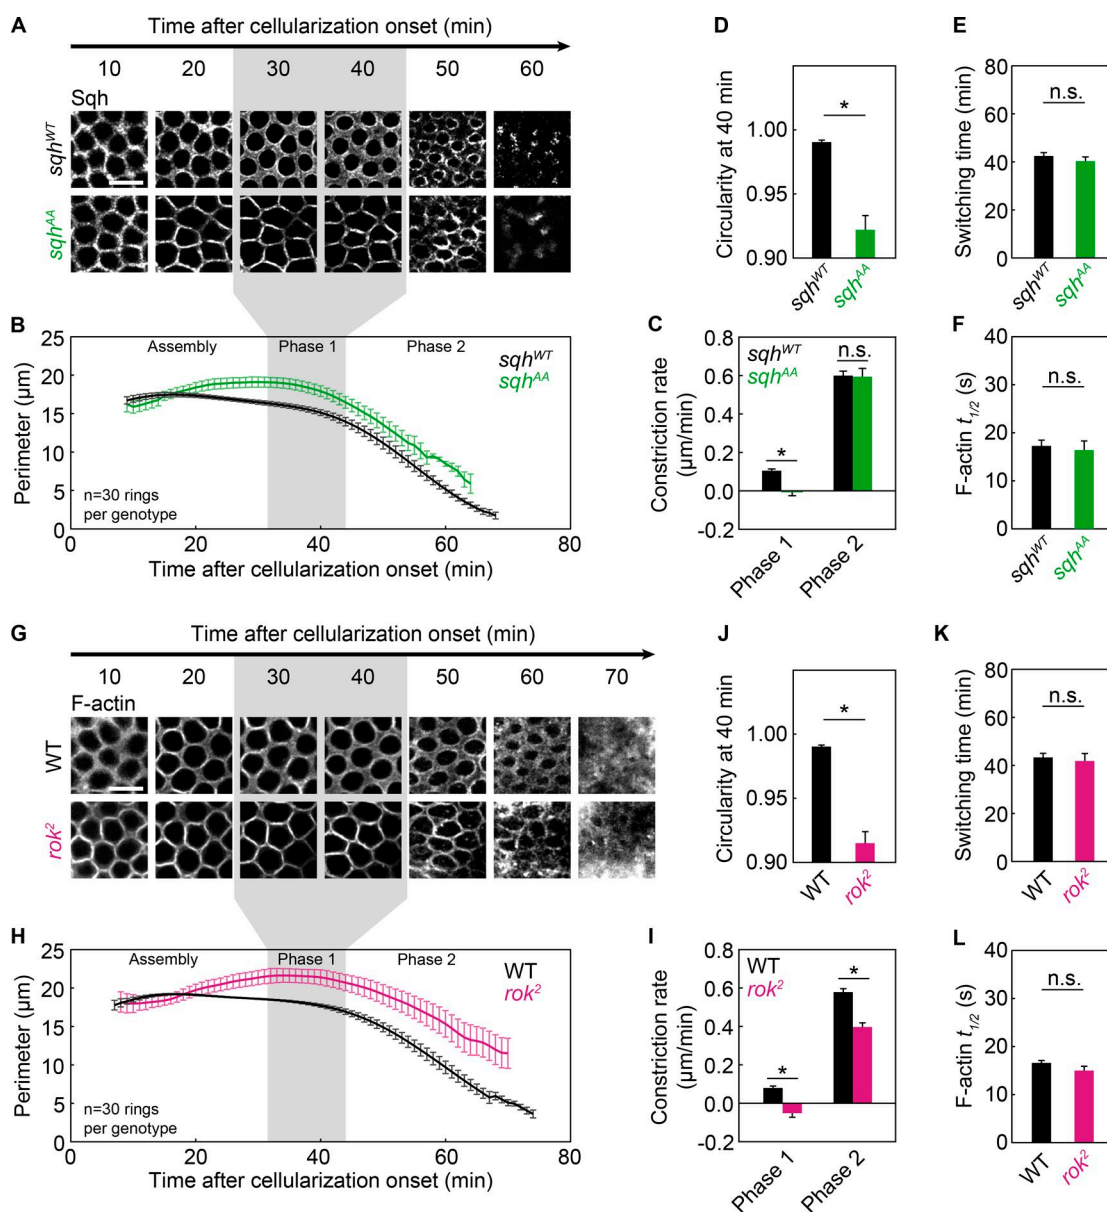 A
Time after cellularization onset (min)
10 20 30 40 50 60
Sqh
sqhWT
sqhAA
B
Perimeter (µm)
25
20
15
10
5
0
Assembly
Phase 1
Phase 2
sqhWT
sqhAA
n=30 rings
per genotype
0 20 40 60 80
Time after cellularization onset (min)
D
Circularity at 40 min
1.00
0.95
0.90
*
sqhWT
sqhAA
E
Switching time (min)
80
60
40
20
0
n.s.
sqhWT
sqhAA
C
Constriction rate
(µm/min)
0.8
0.6
0.4
0.2
0.0
-0.2
sqhWT
sqhAA
n.s.
*
Phase 1
Phase 2
F
F-actin t1/2 (s)
40
30
20
10
0
n.s.
sqhWT
sqhAA
G
Time after cellularization onset (min)
10 20 30 40 50 60 70
F-actin
WT
rok2
H
Perimeter (µm)
25
20
15
10
5
0
Assembly
Phase 1
Phase 2
WT
rok2
n=30 rings
per genotype
0 20 40 60 80
Time after cellularization onset (min)
J
Circularity at 40 min
1.00
0.95
0.90
*
WT
rok2
K
Switching time (min)
80
60
40
20
0
n.s.
WT
rok2
I
Constriction rate
(µm/min)
0.8
0.6
0.4
0.2
0.0
-0.2
WT
rok2
*
*
Phase 1
Phase 2
L
F-actin t1/2 (s)
40
30
20
10
0
n.s.
WT
rok2